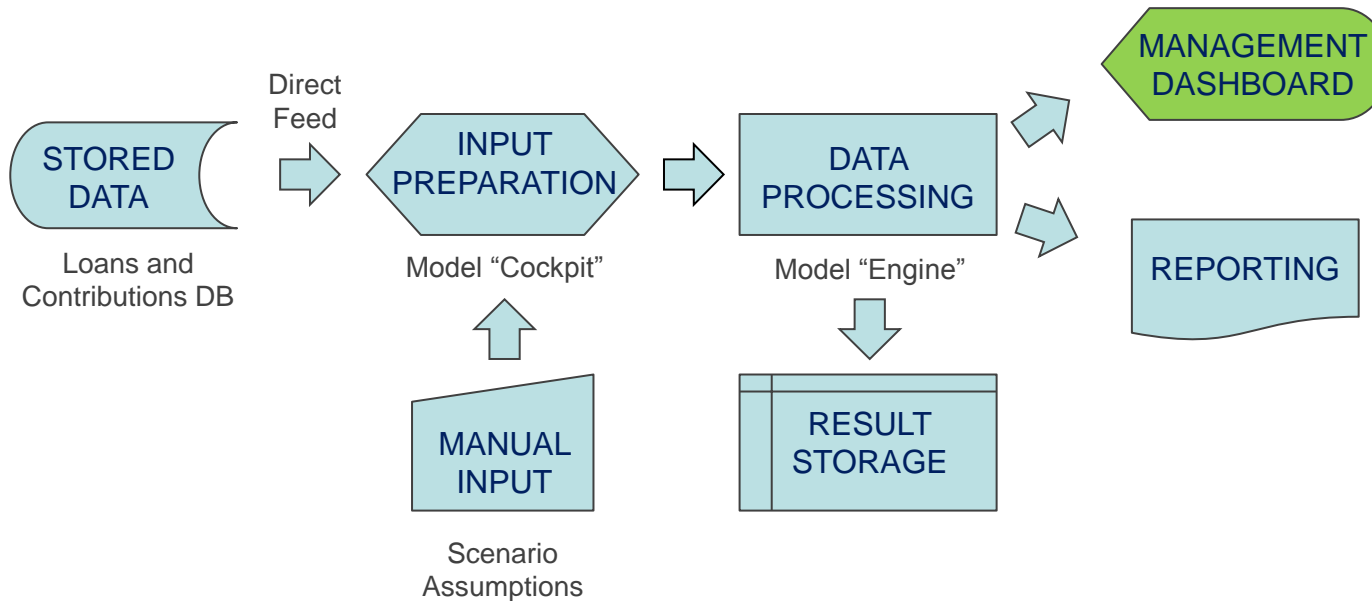 MANAGEMENT
DASHBOARD
Direct
Feed
STORED
DATA
INPUT
PREPARATION
DATA
PROCESSING
REPORTING
Loans and
Contributions DB
Model “Cockpit”
Model “Engine”
MANUAL
INPUT
RESULT
STORAGE
Scenario
Assumptions